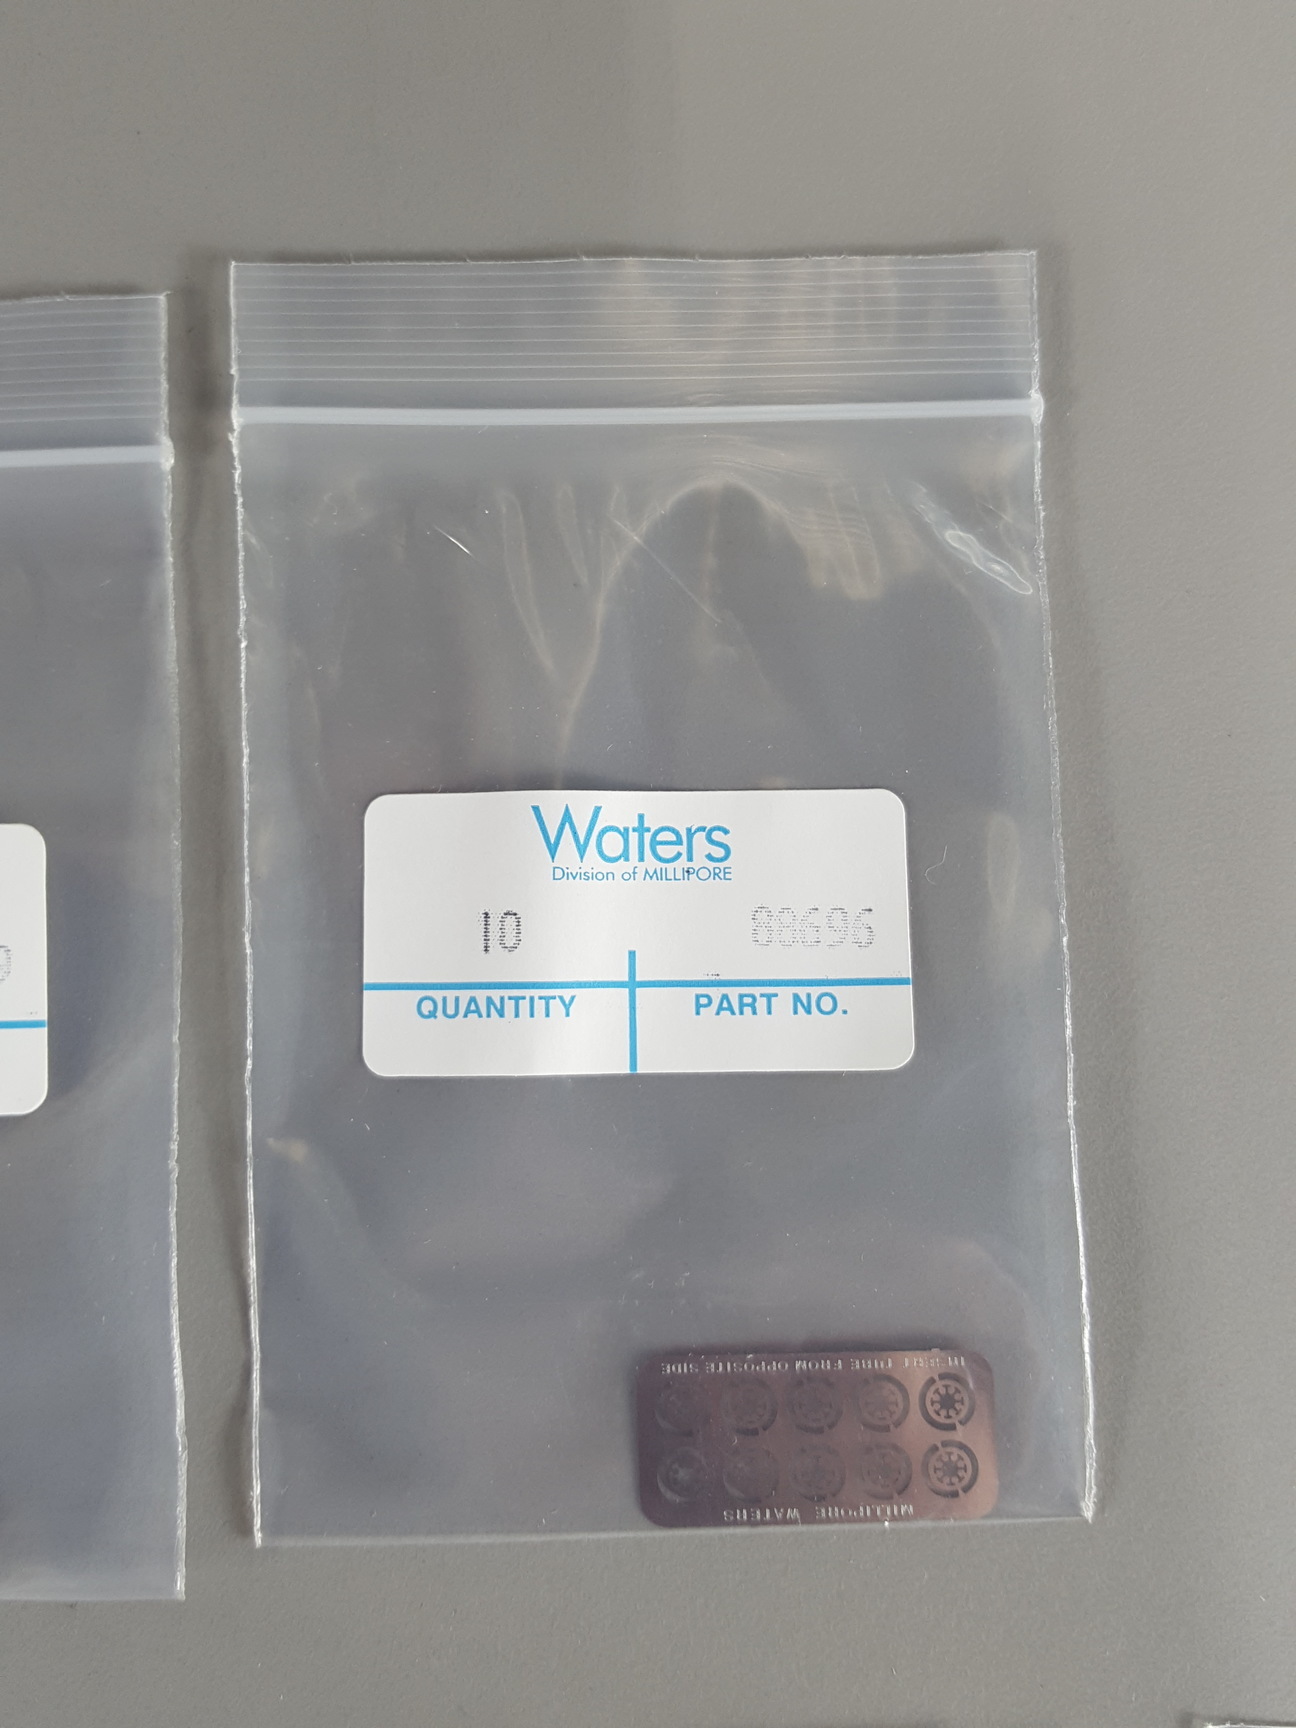 Waters
Division of MILLIPORE
10
QUANTITY
PART NO.
INSERT TUBE FROM OPPOSITE SIDE
MILLIPORE WATERS